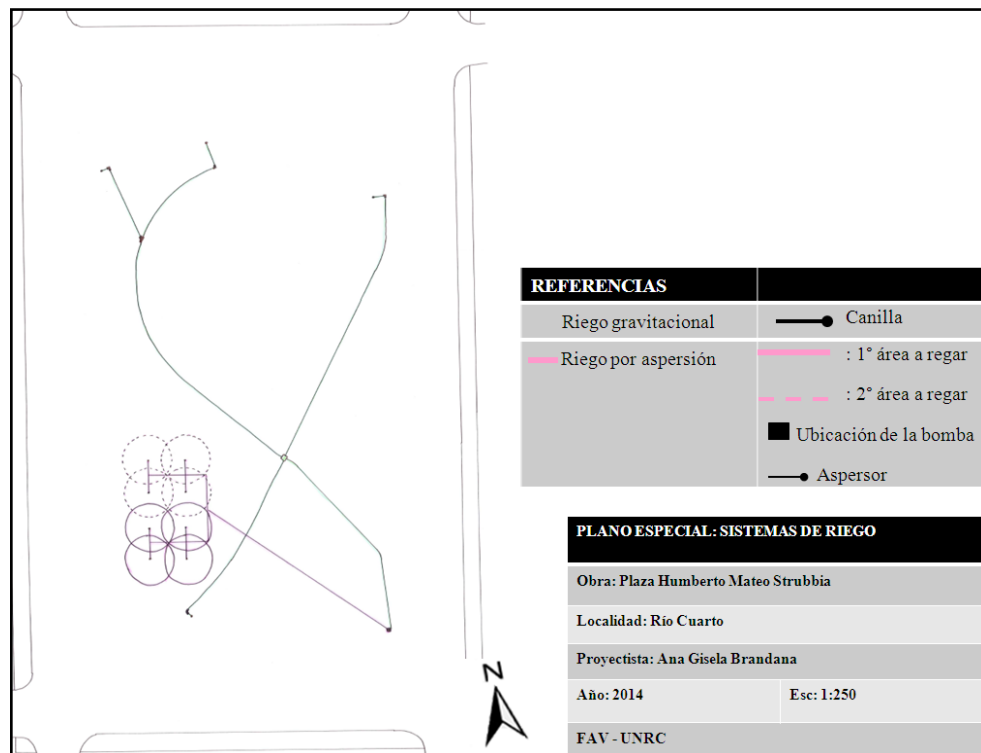 REFERENCIAS
Riego gravitacional
Canilla
Riego por aspersión
: 1° área a regar
: 2° área a regar
Ubicación de la bomba
Aspersor
PLANO ESPECIAL: SISTEMAS DE RIEGO
Obra: Plaza Humberto Mateo Strubbia
Localidad: Río Cuarto
Proyectista: Ana Gisela Brandana
Año: 2014
Esc: 1:250
FAV - UNRC
N